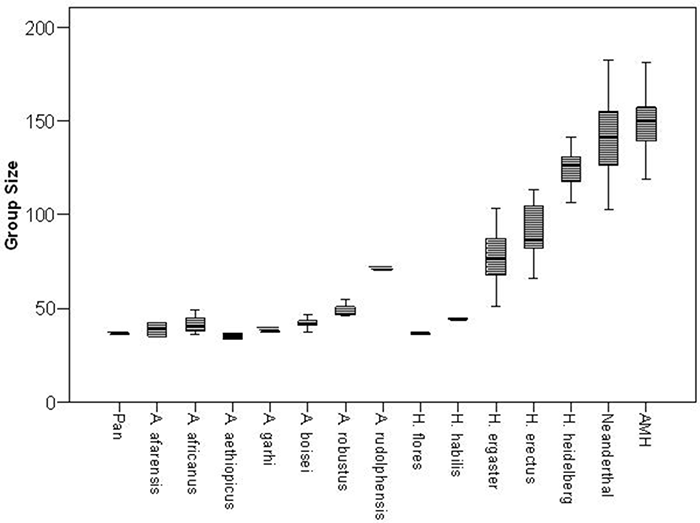 200
150
100
50
0
Group Size
Pan
A. afarensis
A. africanus
A. aethiopicus
A. garhi
A. boisei
A. robustus
A. rudolphensis
H. flores
H. habilis
H. ergaster
H. erectus
H. heidelberg
Neanderthal
AMH